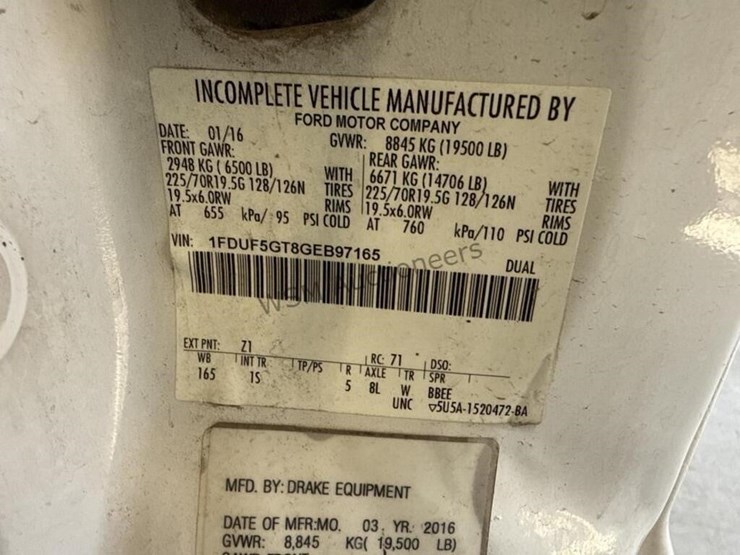 INCOMPLETE VEHICLE MANUFACTURED BY
FORD MOTOR COMPANY
DATE: 01/16 GVWR: 8845 KG (19500 LB)
FRONT GAWR: REAR GAWR:
2948 KG ( 6500 LB) WITH 6671 KG (14706 LB) WITH
225/70R19.5G 128/126N TIRES 225/70R19.5G 128/126N TIRES
19.5x6.0RW RIMS 19.5x6.0RW RIMS
AT 655 kPa/ 95 PSI COLD AT 760 kPa/110 PSI COLD
VIN: 1FDUF5GT8GEB97165 DUAL
WSM Auctioneers
EXT PNT: Z1 RC: 71 DSO:
WB INT TR TP/PS R AXLE TR SPR
165 1S 5 8L W BBEE
UNC ▽5U5A-1520472-BA
MFD. BY: DRAKE EQUIPMENT
DATE OF MFR:MO. 03. YR. 2016
GVWR: 8,845 KG( 19,500 LB)